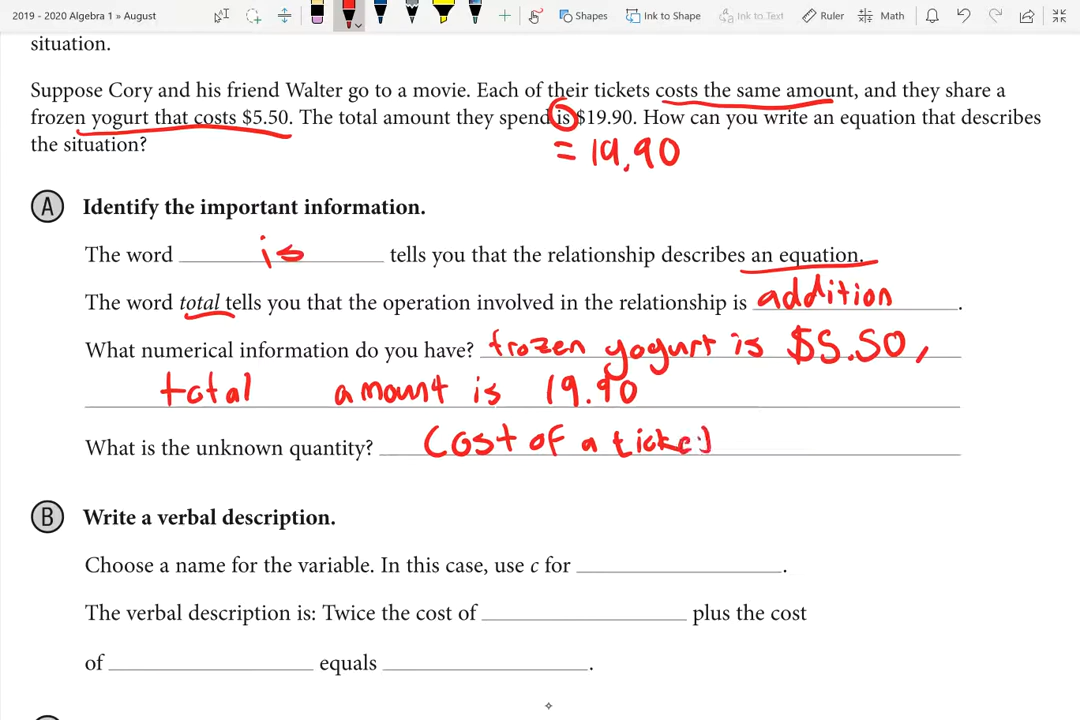 2019 - 2020 Algebra 1 » August
Shapes Ink to Shape Ink to Text Ruler Math
situation.
Suppose Cory and his friend Walter go to a movie. Each of their tickets costs the same amount, and they share a
frozen yogurt that costs $5.50. The total amount they spend is $19.90. How can you write an equation that describes
the situation?
= 19.90
A Identify the important information.
The word is tells you that the relationship describes an equation.
The word total tells you that the operation involved in the relationship is addition.
What numerical information do you have? frozen yogurt is $5.50,
total amount is 19.90
What is the unknown quantity? Cost of a ticket
B Write a verbal description.
Choose a name for the variable. In this case, use c for ____.
The verbal description is: Twice the cost of ____ plus the cost
of ____ equals ____.